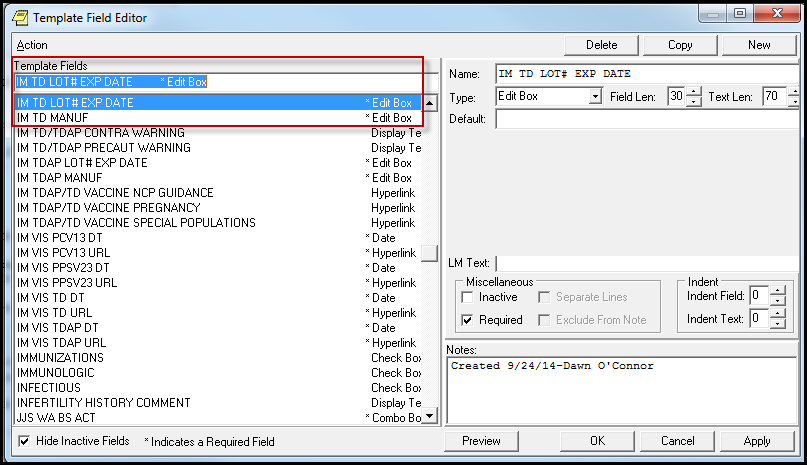 Template Field Editor
Action Delete Copy New
Template Fields
IM TD LOT# EXP DATE * Edit Box
IM TD LOT# EXP DATE * Edit Box
IM TD MANUF * Edit Box
IM TD/TDAP CONTRA WARNING Display Te
IM TD/TDAP PRECAUT WARNING Display Te
IM TDAP LOT# EXP DATE * Edit Box
IM TDAP MANUF * Edit Box
IM TDAP/TD VACCINE NCP GUIDANCE Hyperlink
IM TDAP/TD VACCINE PREGNANCY Hyperlink
IM TDAP/TD VACCINE SPECIAL POPULATIONS Hyperlink
IM VIS PCV13 DT * Date
IM VIS PCV13 URL * Hyperlink
IM VIS PPSV23 DT * Date
IM VIS PPSV23 URL * Hyperlink
IM VIS TD DT * Date
IM VIS TD URL * Hyperlink
IM VIS TDAP DT * Date
IM VIS TDAP URL * Hyperlink
IMMUNIZATIONS Check Box
IMMUNOLOGIC Check Box
INFECTIOUS Check Box
INFERTILITY HISTORY COMMENT Display Te
JJS WA BS ACT * Combo Bo
Hide Inactive Fields * Indicates a Required Field
Name: IM TD LOT# EXP DATE
Type: Edit Box Field Len: 30 Text Len: 70
Default:
LM Text:
Miscellaneous
Inactive Separate Lines
Required Exclude From Note
Indent
Indent Field: 0
Indent Text: 0
Notes:
Created 9/24/14-Dawn O'Connor
Preview OK Cancel Apply